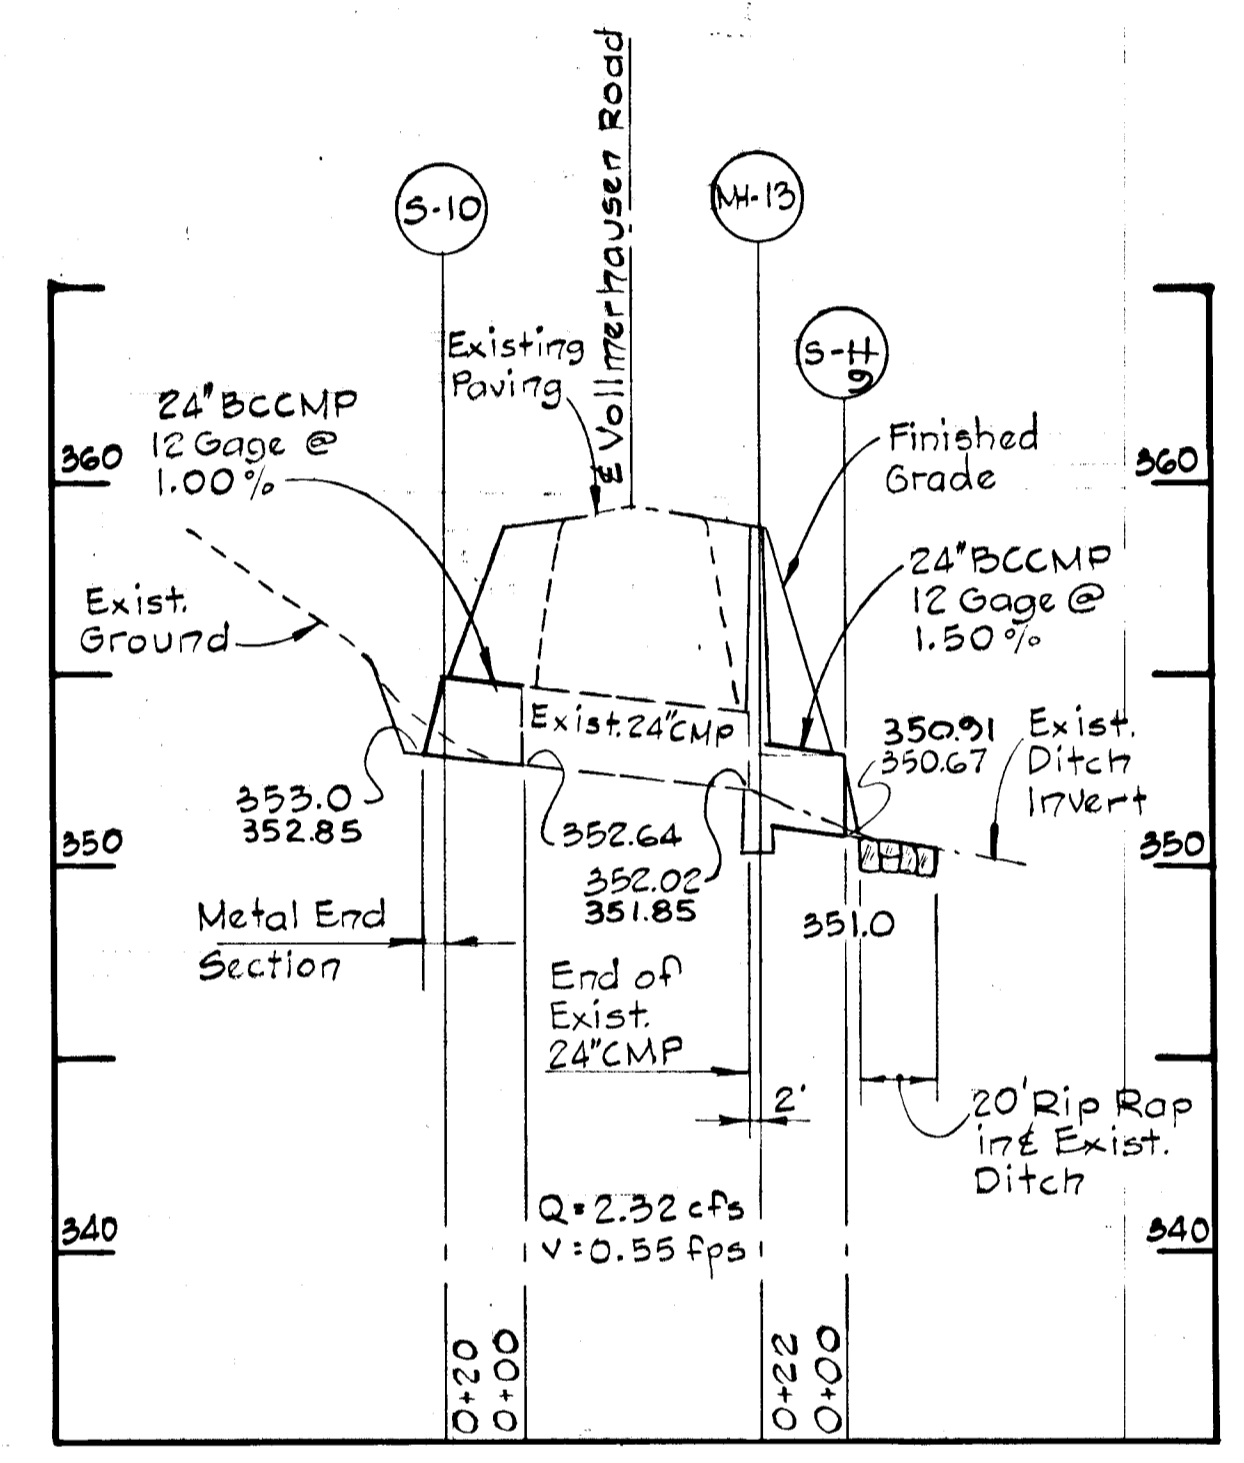 ℄ Vollmerhausen Road
S-10
MH-13
S-11
9
Existing
Paving
24" BCCMP
12 Gage @
1.00 %
Finished
Grade
360
360
24" BCCMP
12 Gage @
1.50 %
Exist.
Ground
Exist. 24" CMP
350.91
350.67
Exist.
Ditch
Invert
353.0
352.85
352.64
350
350
352.02
351.85
351.0
Metal End
Section
End of
Exist.
24" CMP
2'
20' Rip Rap
in ℄ Exist.
Ditch
Q = 2.32 cfs
V = 0.55 fps
340
340
0+20
0+00
0+22
0+00